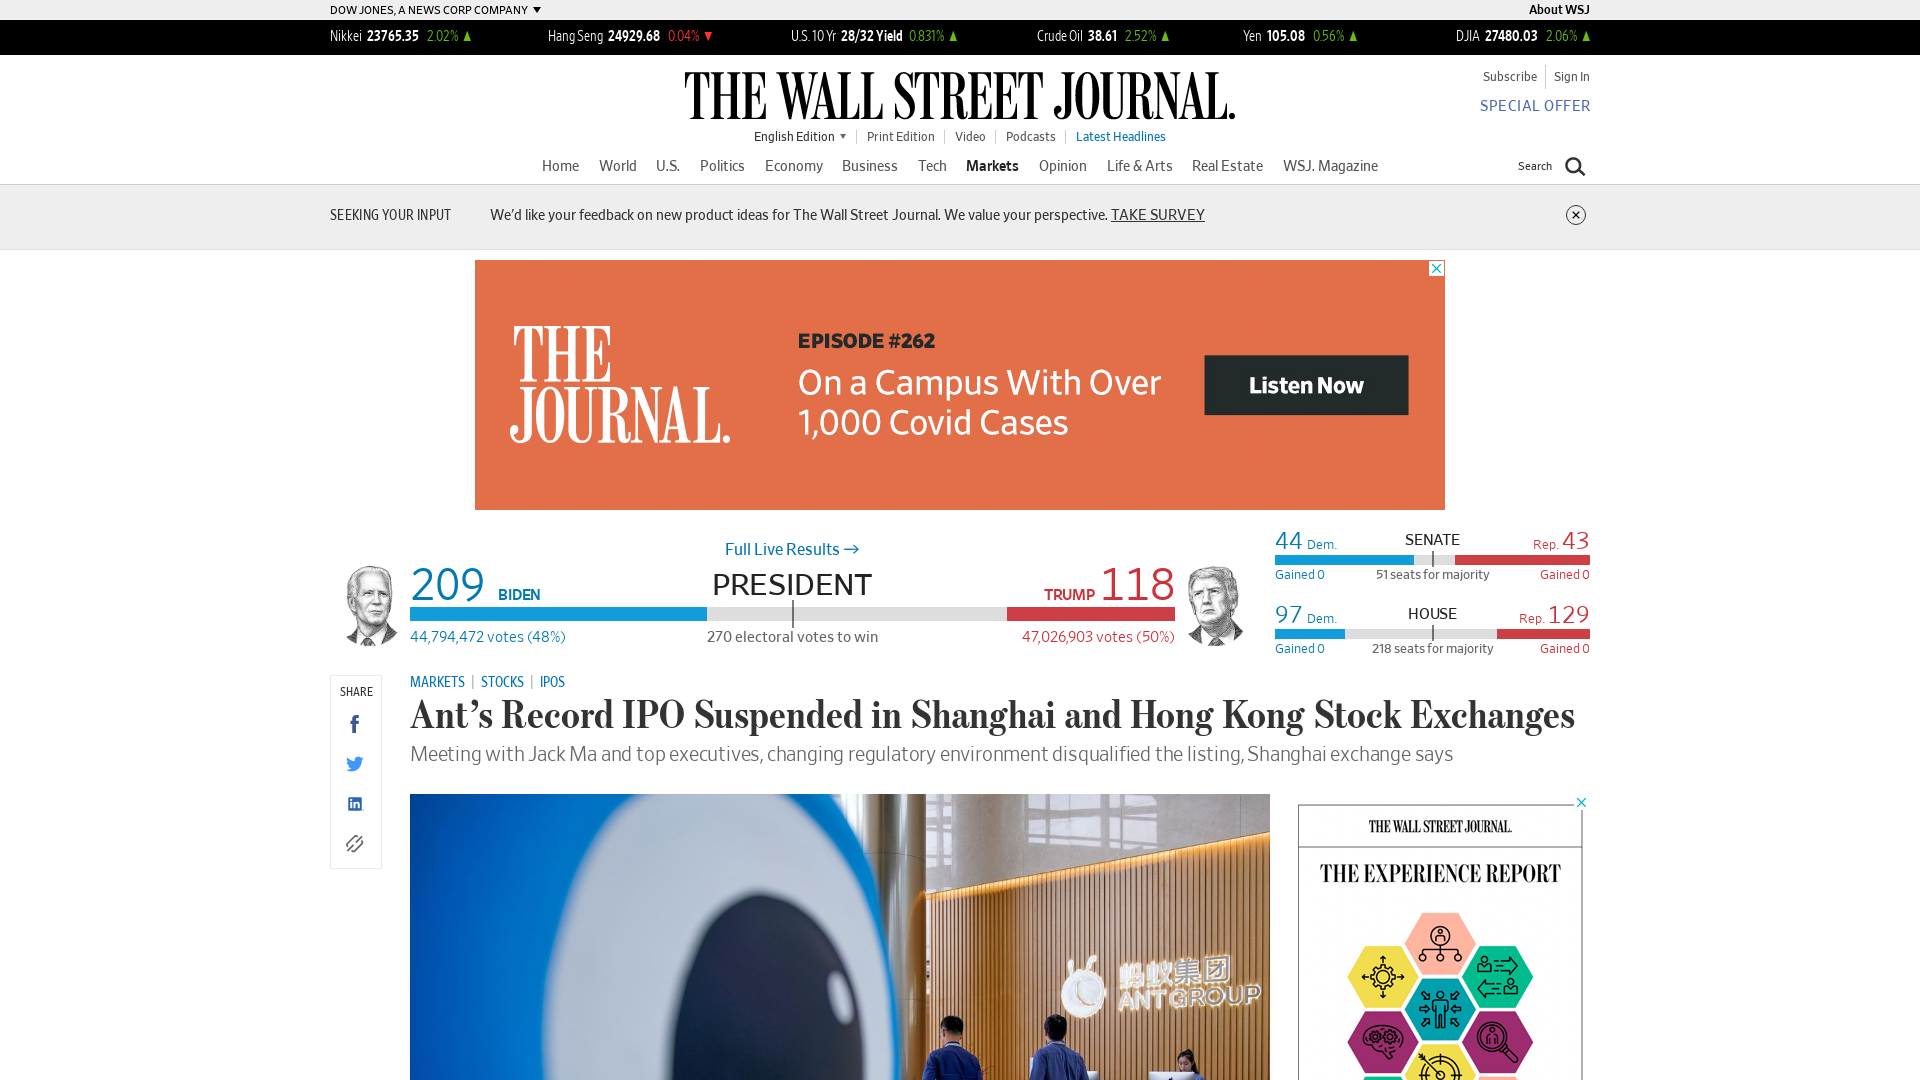 DOW JONES, A NEWS CORP COMPANY
About WSJ
Nikkei 23765.35 2.02%
Hang Seng 24929.68 0.04%
U.S. 10 Yr 28/32 Yield 0.831%
Crude Oil 38.61 2.52%
Yen 105.08 0.56%
DJIA 27480.03 2.06%
THE WALL STREET JOURNAL.
Subscribe
Sign In
SPECIAL OFFER
English Edition
Print Edition
Video
Podcasts
Latest Headlines
Home
World
U.S.
Politics
Economy
Business
Tech
Markets
Opinion
Life & Arts
Real Estate
WSJ. Magazine
Search
SEEKING YOUR INPUT
We’d like your feedback on new product ideas for The Wall Street Journal. We value your perspective. TAKE SURVEY
THE
JOURNAL.
EPISODE #262
On a Campus With Over
1,000 Covid Cases
Listen Now
Full Live Results →
209 BIDEN
PRESIDENT
TRUMP 118
44,794,472 votes (48%)
270 electoral votes to win
47,026,903 votes (50%)
44 Dem.
SENATE
Rep. 43
Gained 0
51 seats for majority
Gained 0
97 Dem.
HOUSE
Rep. 129
Gained 0
218 seats for majority
Gained 0
SHARE
MARKETS | STOCKS | IPOS
Ant’s Record IPO Suspended in Shanghai and Hong Kong Stock Exchanges
Meeting with Jack Ma and top executives, changing regulatory environment disqualified the listing, Shanghai exchange says
蚂蚁集团
ANT GROUP
THE WALL STREET JOURNAL.
THE EXPERIENCE REPORT